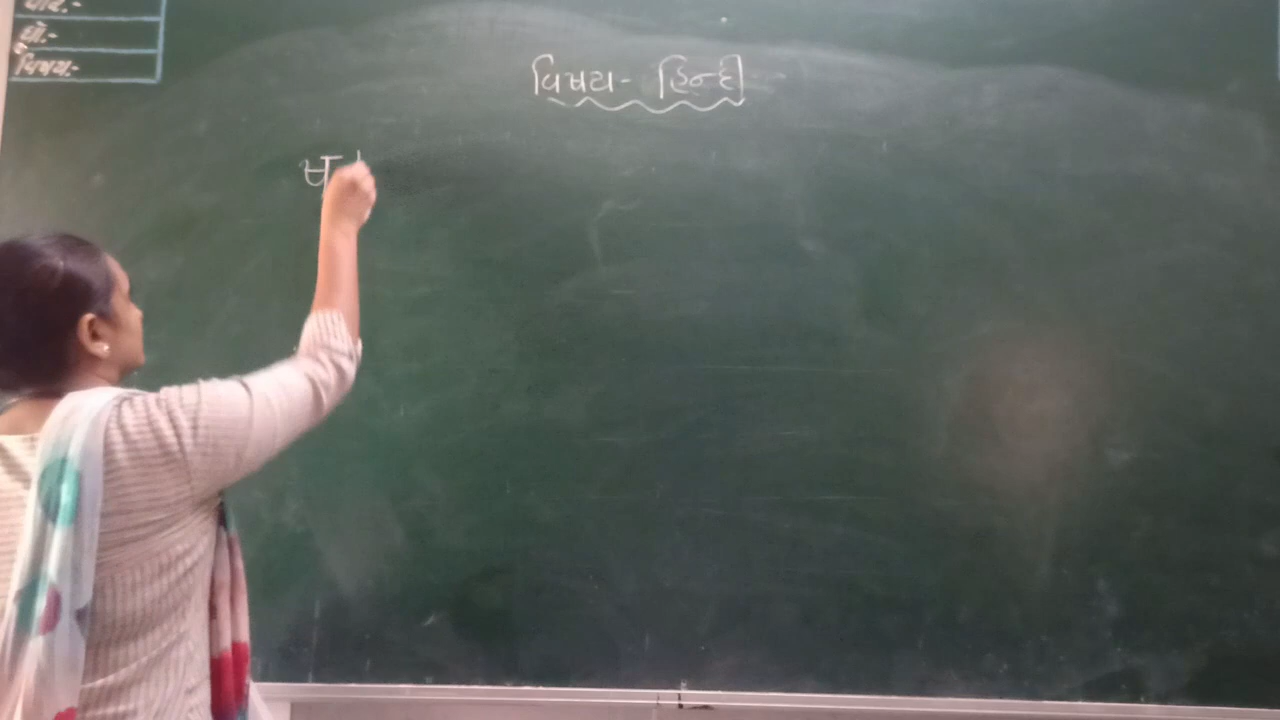 વાર:-
ધો.-
વિષય:-
વિષય- હિન્દી